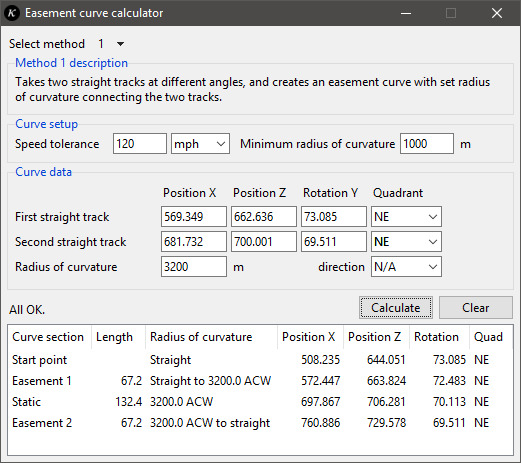 K Easement curve calculator
Select method 1
Method 1 description
Takes two straight tracks at different angles, and creates an easement curve with set radius
of curvature connecting the two tracks.
Curve setup
Speed tolerance 120 mph Minimum radius of curvature 1000 m
Curve data
Position X Position Z Rotation Y Quadrant
First straight track 569.349 662.636 73.085 NE
Second straight track 681.732 700.001 69.511 NE
Radius of curvature 3200 m direction N/A
All OK. Calculate Clear
Curve section Length Radius of curvature Position X Position Z Rotation Quad
Start point Straight 508.235 644.051 73.085 NE
Easement 1 67.2 Straight to 3200.0 ACW 572.447 663.824 72.483 NE
Static 132.4 3200.0 ACW 697.867 706.281 70.113 NE
Easement 2 67.2 3200.0 ACW to straight 760.886 729.578 69.511 NE